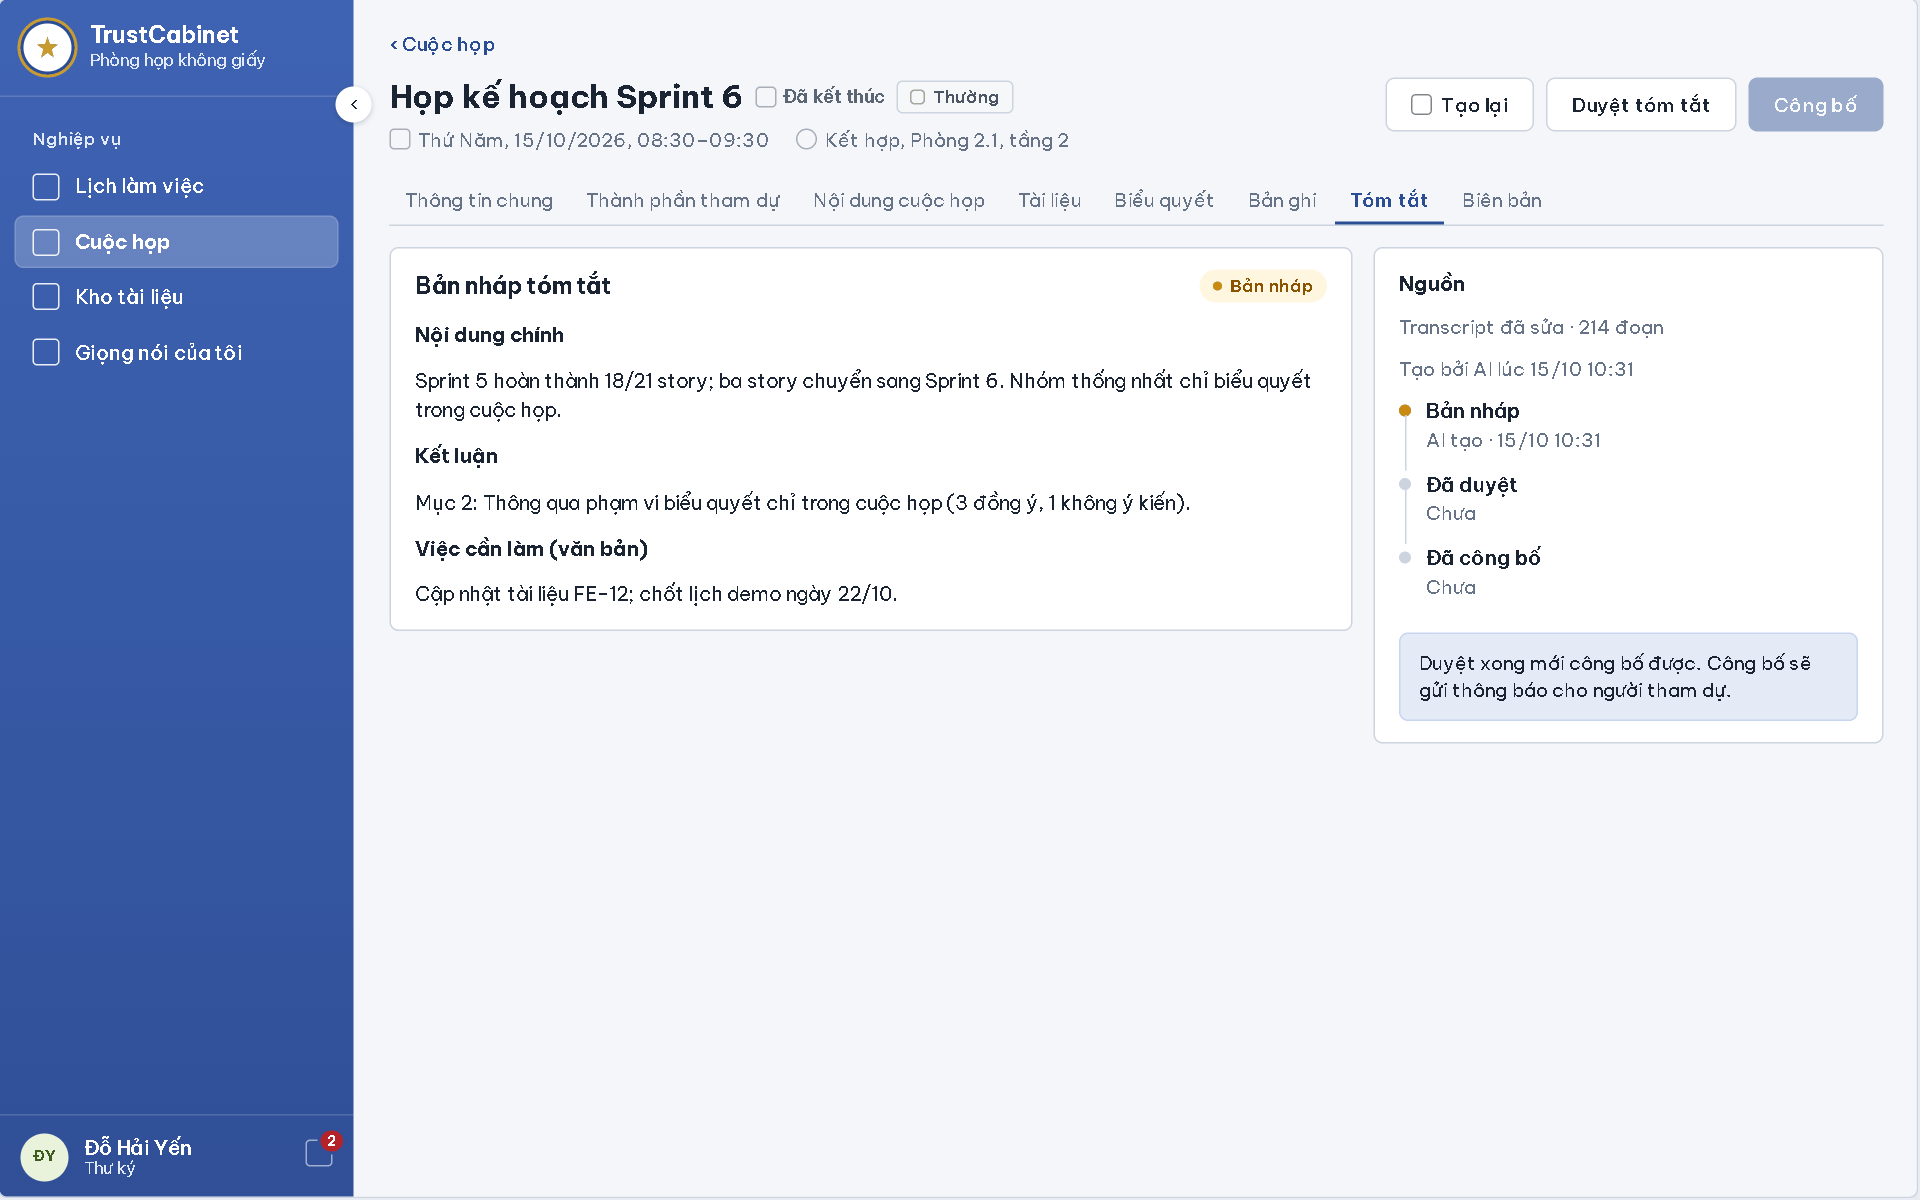 TrustCabinet
Phòng họp không giấy
Nghiệp vụ
Lịch làm việc
Cuộc họp
Kho tài liệu
Giọng nói của tôi
ĐY
Đỗ Hải Yến
Thư ký
2
‹ Cuộc họp
Họp kế hoạch Sprint 6
Đã kết thúc
Thường
Thứ Năm, 15/10/2026, 08:30–09:30
Kết hợp, Phòng 2.1, tầng 2
Tạo lại
Duyệt tóm tắt
Công bố
Thông tin chung
Thành phần tham dự
Nội dung cuộc họp
Tài liệu
Biểu quyết
Bản ghi
Tóm tắt
Biên bản
Bản nháp tóm tắt
Bản nháp
Nội dung chính
Sprint 5 hoàn thành 18/21 story; ba story chuyển sang Sprint 6. Nhóm thống nhất chỉ biểu quyết
trong cuộc họp.
Kết luận
Mục 2: Thông qua phạm vi biểu quyết chỉ trong cuộc họp (3 đồng ý, 1 không ý kiến).
Việc cần làm (văn bản)
Cập nhật tài liệu FE-12; chốt lịch demo ngày 22/10.
Nguồn
Transcript đã sửa · 214 đoạn
Tạo bởi AI lúc 15/10 10:31
Bản nháp
AI tạo · 15/10 10:31
Đã duyệt
Chưa
Đã công bố
Chưa
Duyệt xong mới công bố được. Công bố sẽ
gửi thông báo cho người tham dự.